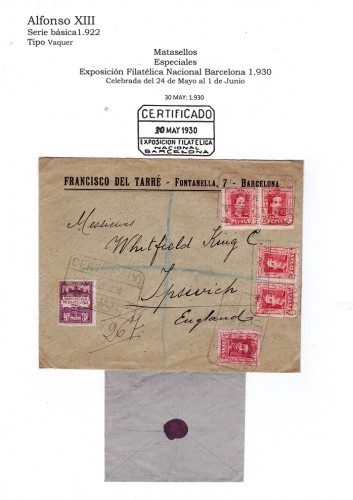 Alfonso XIII
Serie básica1.922
Tipo Vaquer
Matasellos
Especiales
Exposición Filatélica Nacional Barcelona 1.930
Celebrada del 24 de Mayo al 1 de Junio
30 MAY: 1.930
CERTIFICADO
30 MAY 1930
EXPOSICION FILATELICA
NACIONAL
BARCELONA
FRANCISCO DEL TARRÉ - FONTANELLA, 7 - BARCELONA
Messieurs
Whitfield King C.
Ipswich
England
267